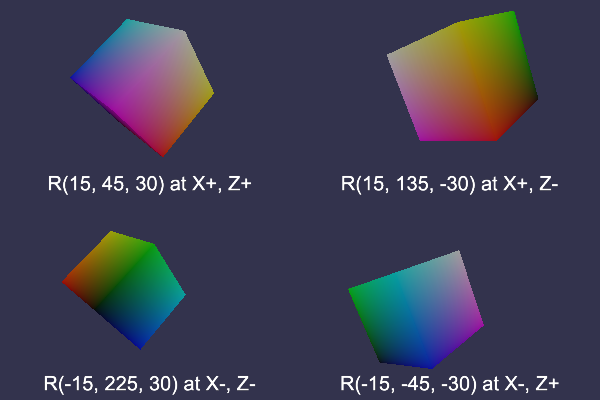 R(15, 45, 30) at X+, Z+
R(15, 135, -30) at X+, Z-
R(-15, 225, 30) at X-, Z-
R(-15, -45, -30) at X-, Z+